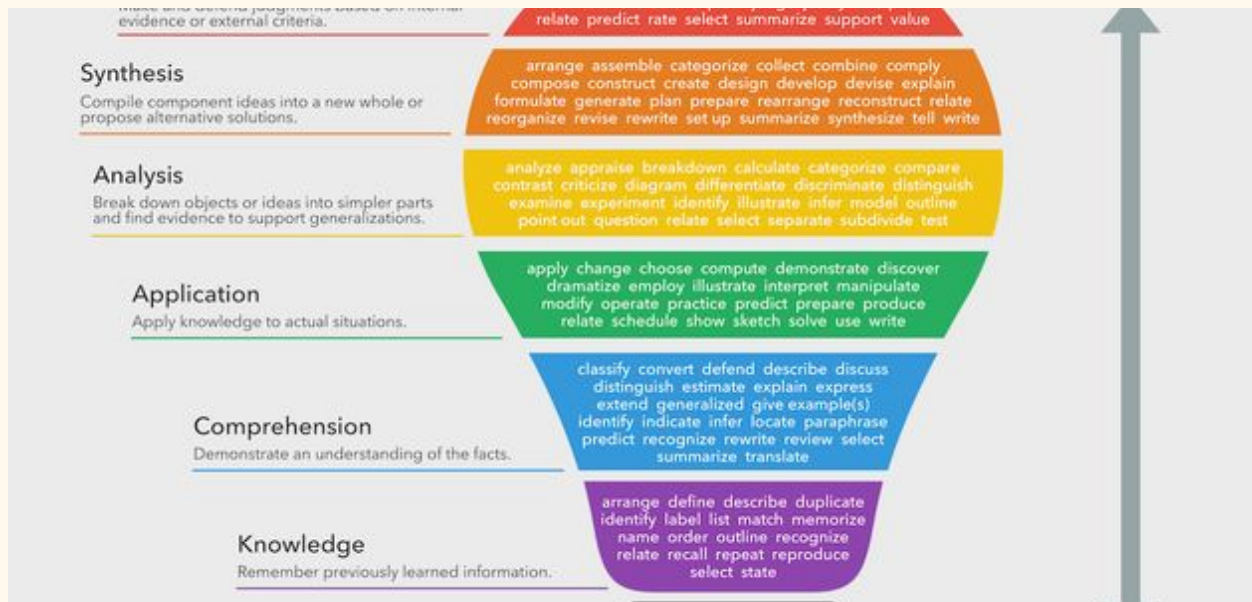 evidence or external criteria.
relate predict rate select summarize support value
Synthesis
Compile component ideas into a new whole or
propose alternative solutions.
arrange assemble categorize collect combine comply
compose construct create design develop devise explain
formulate generate plan prepare rearrange reconstruct relate
reorganize revise rewrite set up summarize synthesize tell write
Analysis
Break down objects or ideas into simpler parts
and find evidence to support generalizations.
analyze appraise breakdown calculate categorize compare
contrast criticize diagram differentiate discriminate distinguish
examine experiment identify illustrate infer model outline
point out question relate select separate subdivide test
Application
Apply knowledge to actual situations.
apply change choose compute demonstrate discover
dramatize employ illustrate interpret manipulate
modify operate practice predict prepare produce
relate schedule show sketch solve use write
Comprehension
Demonstrate an understanding of the facts.
classify convert defend describe discuss
distinguish estimate explain express
extend generalized give example(s)
identify indicate infer locate paraphrase
predict recognize rewrite review select
summarize translate
Knowledge
Remember previously learned information.
arrange define describe duplicate
identify label list match memorize
name order outline recognize
relate recall repeat reproduce
select state